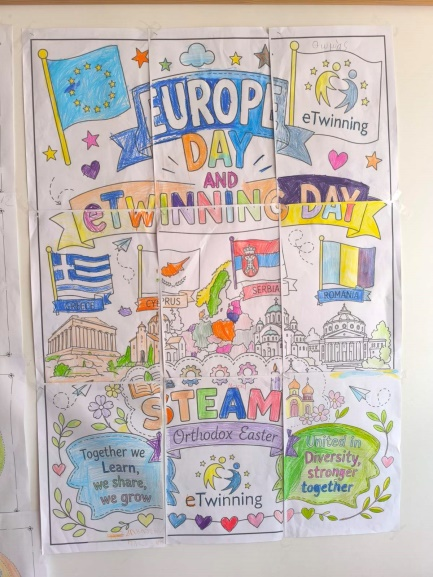 EUROPE
DAY
AND
eTWINNING DAY
eTwinning
CYPRUS
SERBIA
ROMANIA
STEAM
Orthodox Easter
eTwinning
Together we
Learn,
we share,
we grow
United in
Diversity,
stronger
together